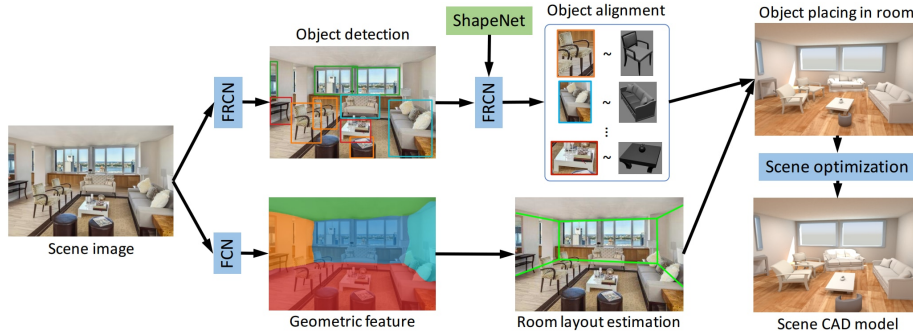 Object detection
ShapeNet
Object alignment
Object placing in room
FRCN
FRCN
~
~
⋮
~
Scene image
Scene optimization
FCN
Geometric feature
Room layout estimation
Scene CAD model